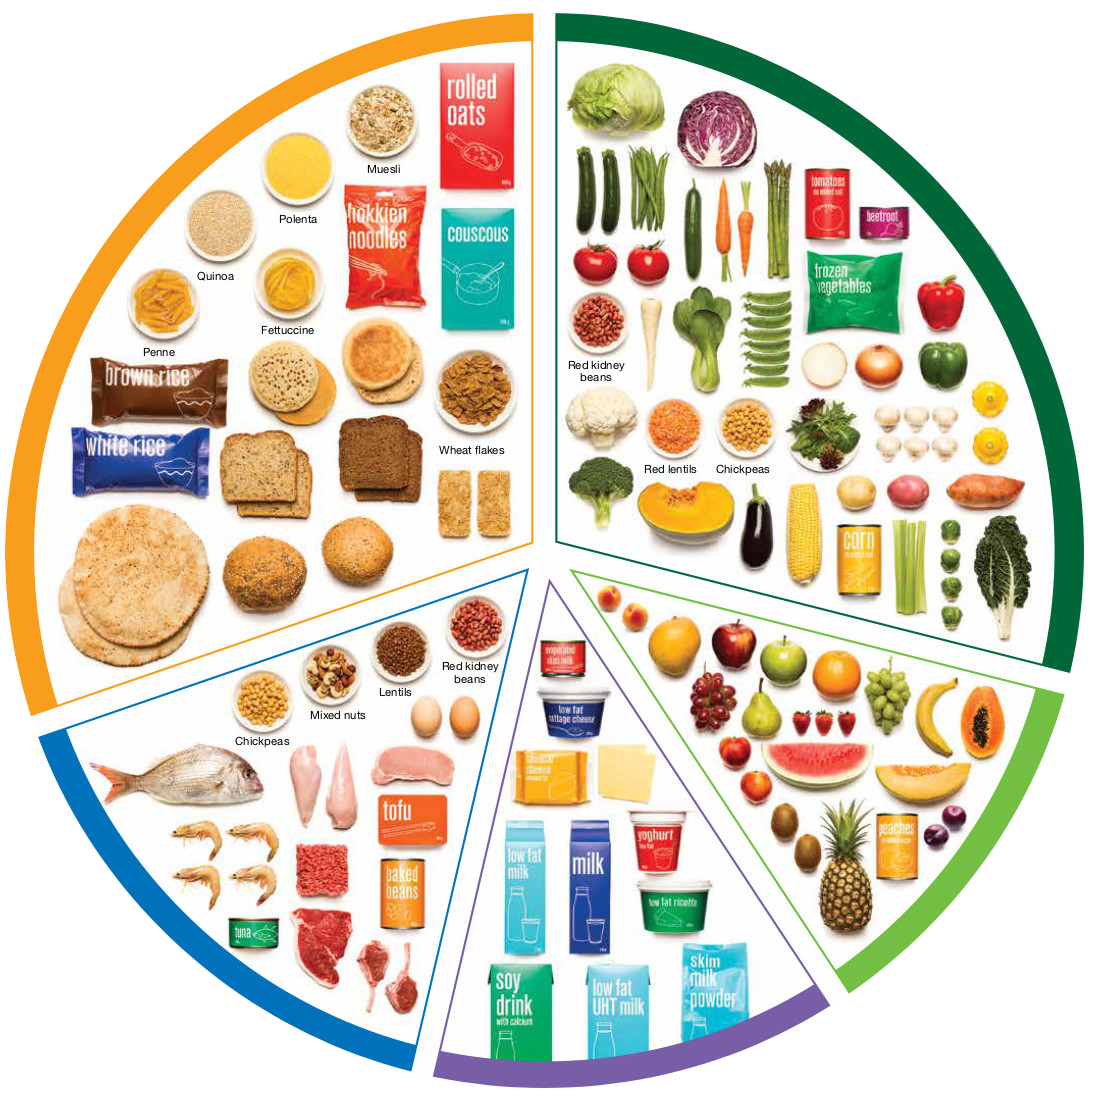 rolled
oats
Muesli
Polenta
hokkien
noodles
couscous
Quinoa
Fettuccine
Penne
brown rice
white rice
Wheat flakes
tomatoes
no added salt
beetroot
frozen
vegetables
Red kidney
beans
Red lentils
Chickpeas
corn
Red kidney
beans
Lentils
Mixed nuts
Chickpeas
tofu
baked
beans
tuna
evaporated
skim milk
low fat
cottage cheese
cheese
low fat
milk
milk
yoghurt
low fat
low fat ricotta
soy
drink
with calcium
low fat
UHT milk
skim
milk
powder
peaches